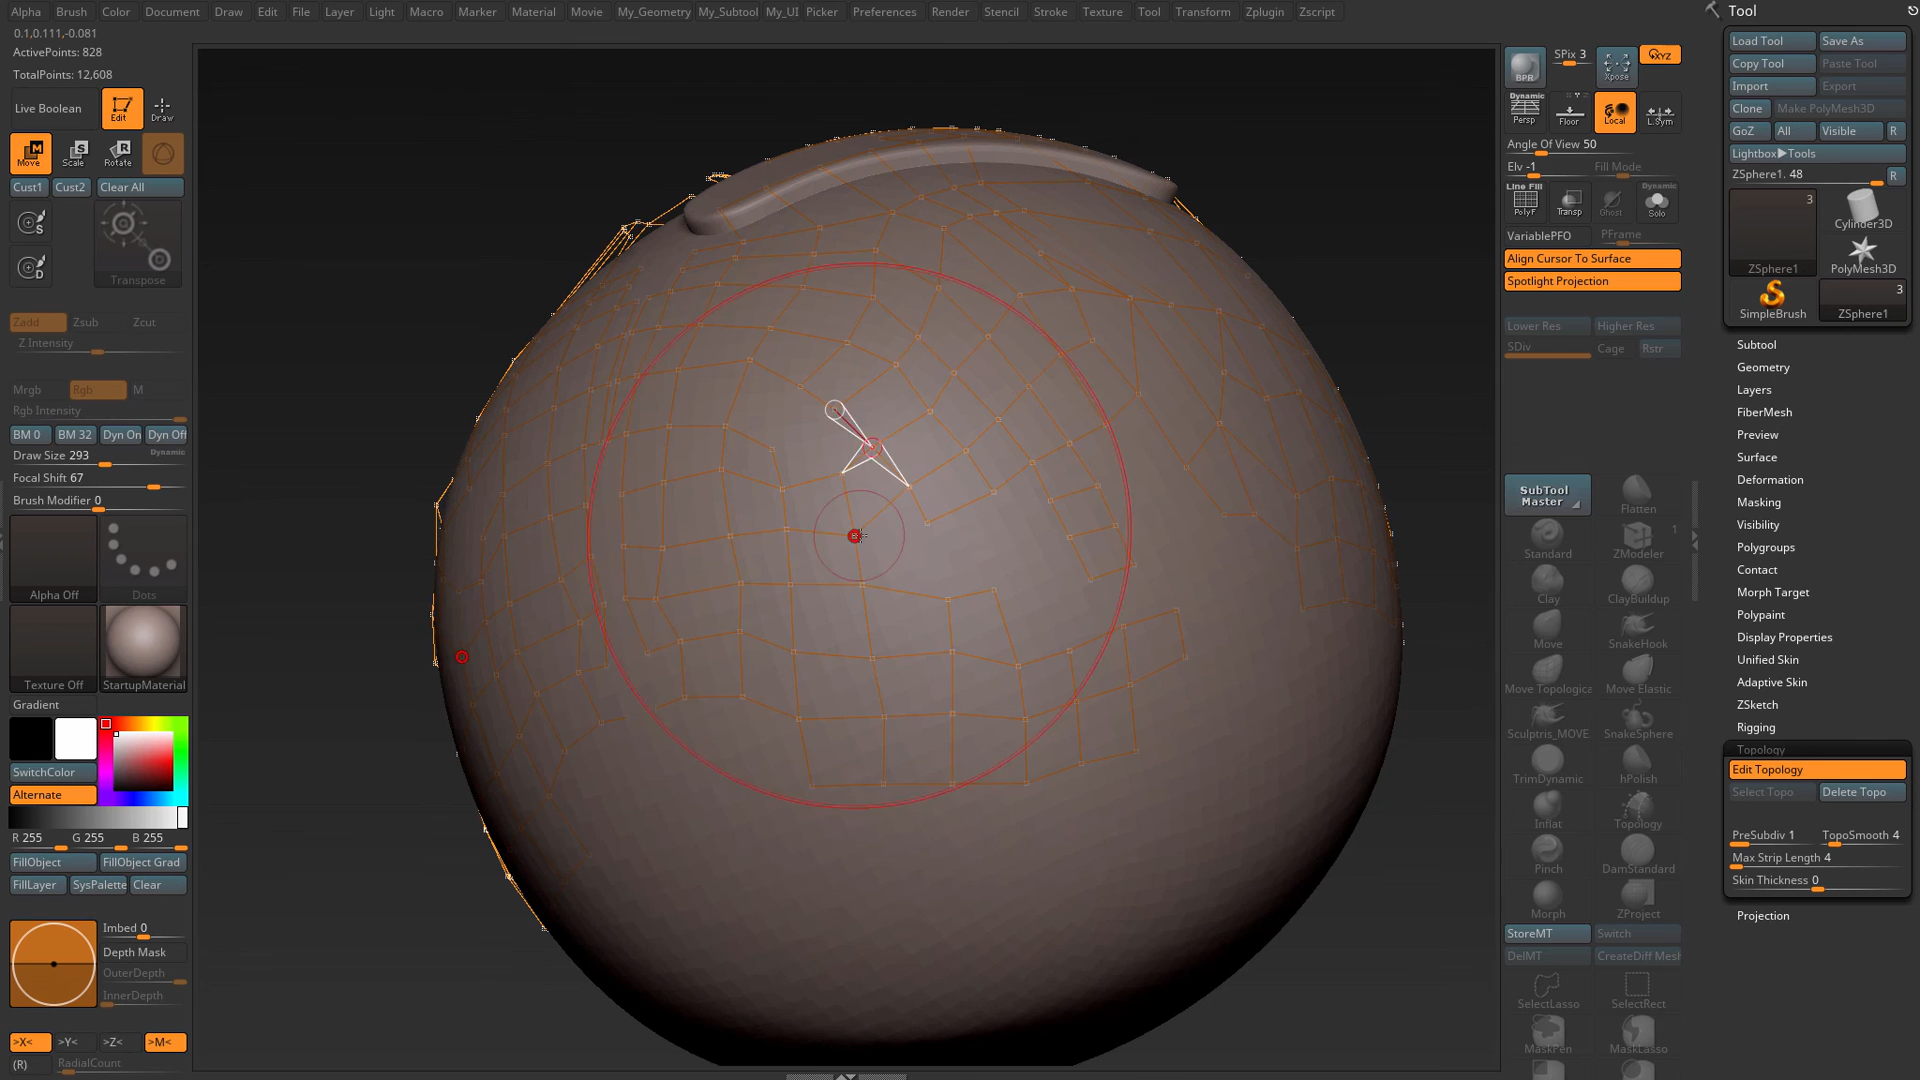 Alpha Brush Color Document Draw Edit File Layer Light Macro Marker Material Movie My_Geometry My_Subtool My_UI Picker Preferences Render Stencil Stroke Texture Tool Transform Zplugin Zscript
0.1,0.111,-0.081
ActivePoints: 828
TotalPoints: 12,608
Live Boolean
Edit
Draw
Move
Scale
Rotate
Cust1 Cust2 Clear All
S
D
Transpose
Zadd Zsub Zcut
Z Intensity
Mrgb Rgb M
Rgb Intensity
BM 0 BM 32 Dyn On Dyn Off
Draw Size 293
Dynamic
Focal Shift 67
Brush Modifier 0
Alpha Off
Dots
Texture Off
StartupMaterial
Gradient
SwitchColor
Alternate
R 255 G 255 B 255
FillObject FillObject Grad
FillLayer SysPalette Clear
Imbed 0
Depth Mask
OuterDepth
InnerDepth
>X< >Y< >Z< >M<
(R) RadialCount
BPR
SPix 3
Xpose
XYZ
Dynamic
Persp
Floor
Local
L.Sym
Angle Of View 50
Elv -1 Fill Mode
Line Fill
PolyF
Transp
Ghost
Dynamic
Solo
VariablePFO PFrame
Align Cursor To Surface
Spotlight Projection
Lower Res Higher Res
SDiv Cage Rstr
SubTool
Master
Flatten
Standard ZModeler
1
Clay ClayBuildup
Move SnakeHook
Move Topologica Move Elastic
Sculptris_MOVE SnakeSphere
TrimDynamic hPolish
Inflat Topology
Pinch DamStandard
Morph ZProject
StoreMT Switch
DelMT CreateDiff Mesh
SelectLasso SelectRect
MaskPen MaskLasso
Tool
Load Tool Save As
Copy Tool Paste Tool
Import Export
Clone Make PolyMesh3D
GoZ All Visible R
Lightbox▶Tools
ZSphere1. 48 R
3
ZSphere1
Cylinder3D
PolyMesh3D
SimpleBrush
3
ZSphere1
Subtool
Geometry
Layers
FiberMesh
Preview
Surface
Deformation
Masking
Visibility
Polygroups
Contact
Morph Target
Polypaint
Display Properties
Unified Skin
Adaptive Skin
ZSketch
Rigging
Topology
Edit Topology
Select Topo Delete Topo
PreSubdiv 1 TopoSmooth 4
Max Strip Length 4
Skin Thickness 0
Projection